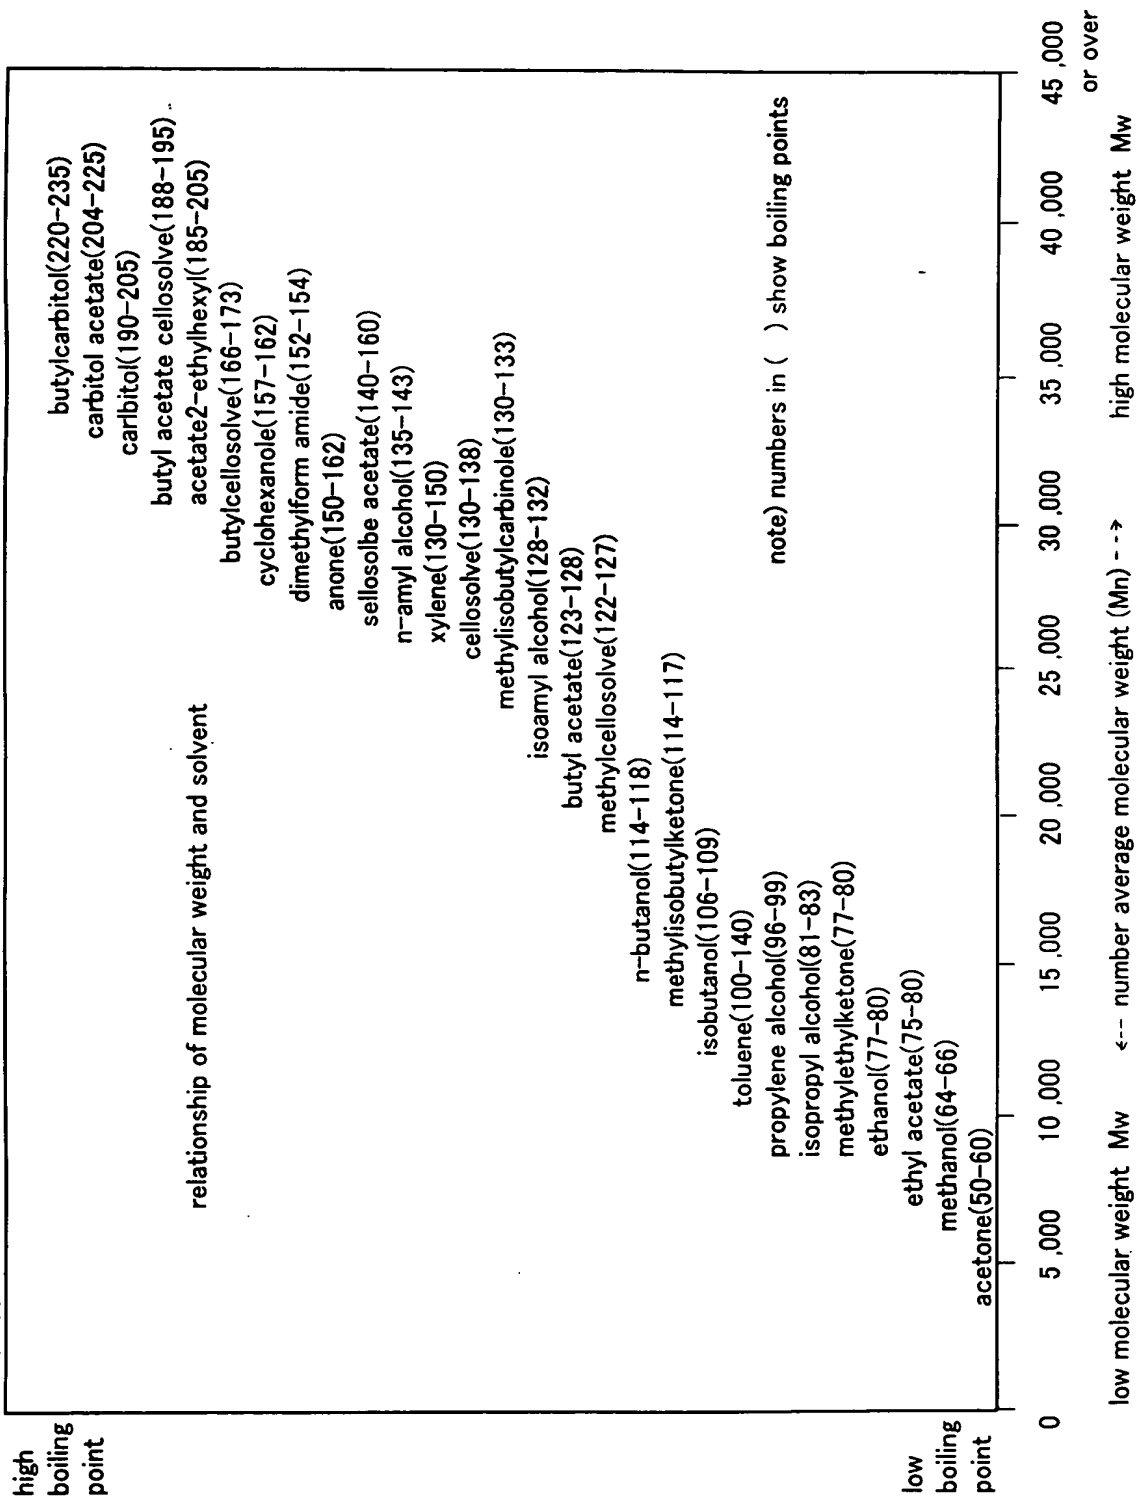 high
boiling
point
butylcarbitol(220-235)
carbitol acetate(204-225)
carlbitol(190-205)
butyl acetate cellosolve(188-195)
relationship of molecular weight and solvent
acetate2-ethylhexyl(185-205)
butylcellosolve(166-173)
cyclohexanole(157-162)
dimethylform amide(152-154)
anone(150-162)
sellosolbe acetate(140-160)
n-amyl alcohol(135-143)
xylene(130-150)
cellosolve(130-138)
methylisobutylcarbinole(130-133)
isoamyl alcohol(128-132)
butyl acetate(123-128)
methylcellosolve(122-127)
n-butanol(114-118)
methylisobutylketone(114-117)
isobutanol(106-109)
toluene(100-140)
propylene alcohol(96-99)
note) numbers in ( ) show boiling points
isopropyl alcohol(81-83)
methylethylketone(77-80)
ethanol(77-80)
ethyl acetate(75-80)
methanol(64-66)
acetone(50-60)
low
boiling
point
0 5,000 10,000 15,000 20,000 25,000 30,000 35,000 40,000 45,000
or over
low molecular weight Mw ←-- number average molecular weight (Mn) --→ high molecular weight Mw